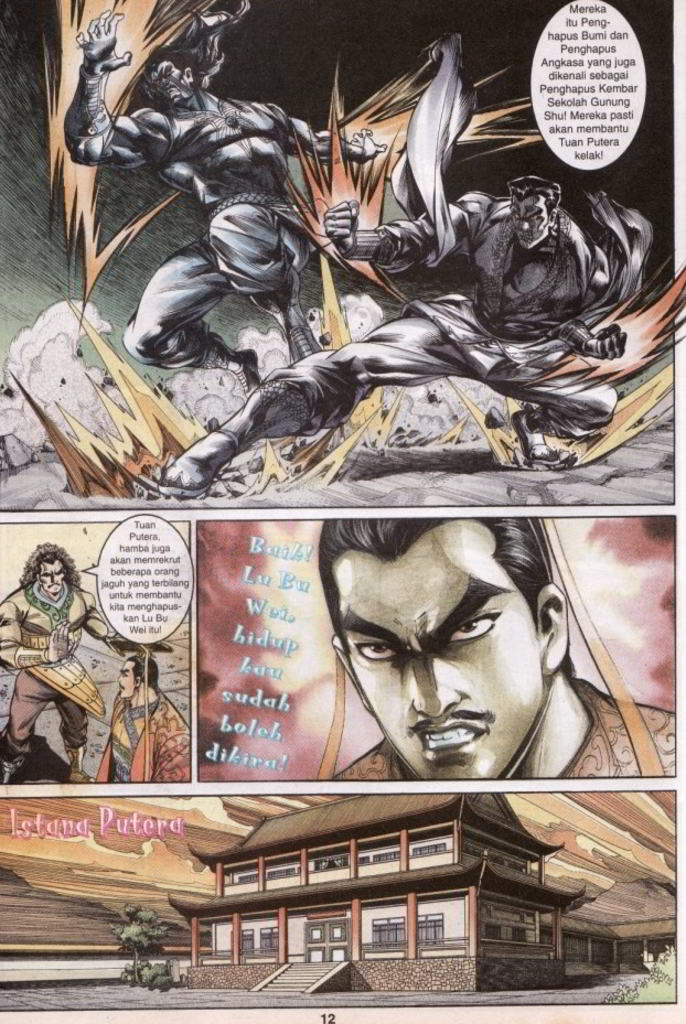 Mereka
itu Peng-
hapus Bumi dan
Penghapus
Angkasa yang juga
dikenali sebagai
Penghapus Kembar
Sekolah Gunung
Shu! Mereka pasti
akan membantu
Tuan Putera
kelak!
Tuan
Putera,
hamba juga
akan memrekrut
beberapa orang
jaguh yang terbilang
untuk membantu
kita menghapus-
kan Lu Bu
Wei itu!
Baik!
Lu Bu
Wei,
hidup
kau
sudah
boleh
dikira!
Istana Putera
12